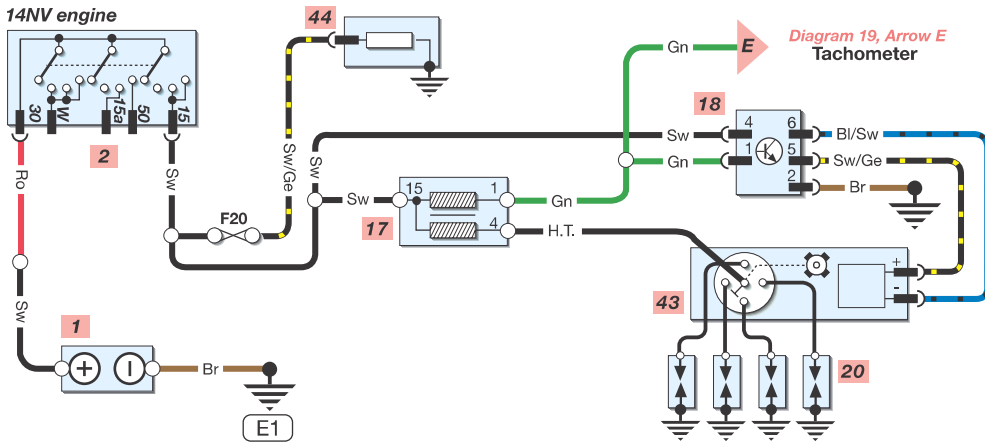 14NV engine
44
Gn
E
Diagram 19, Arrow E
Tachometer
30
W
15a
50
15
2
18
4
6
Sw
Bl/Sw
1
5
Gn
Sw/Ge
2
Br
Ro
Sw
Sw/Ge
Sw
F20
Sw
15
1
Gn
17
4
H.T.
43
+
-
Sw
1
+
−
Br
E1
20